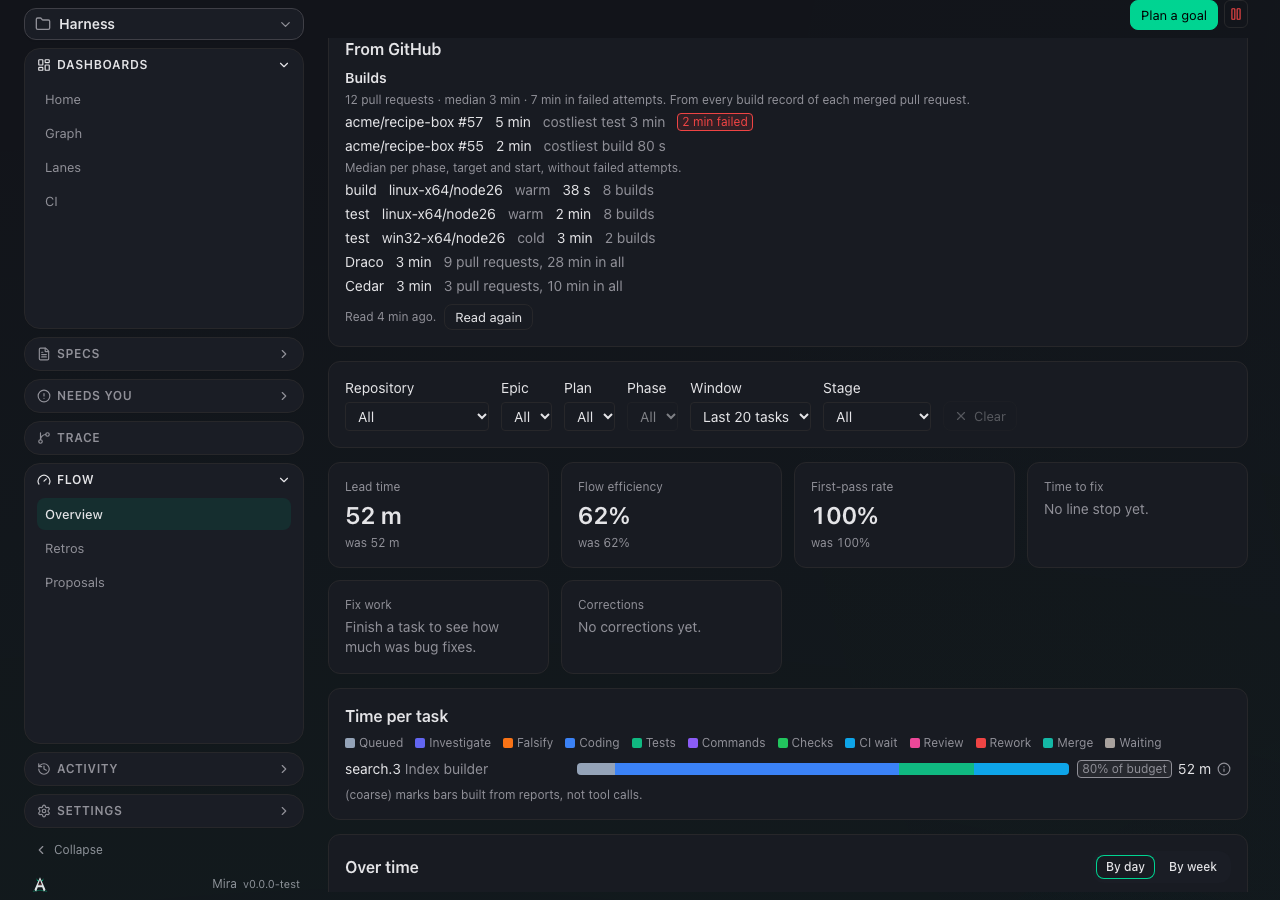 Harness
DASHBOARDS
Home
Graph
Lanes
CI
SPECS
NEEDS YOU
TRACE
FLOW
Overview
Retros
Proposals
ACTIVITY
SETTINGS
Collapse
Mira v0.0.0-test
Plan a goal
From GitHub
Builds
12 pull requests · median 3 min · 7 min in failed attempts. From every build record of each merged pull request.
acme/recipe-box #57 5 min costliest test 3 min 2 min failed
acme/recipe-box #55 2 min costliest build 80 s
Median per phase, target and start, without failed attempts.
build linux-x64/node26 warm 38 s 8 builds
test linux-x64/node26 warm 2 min 8 builds
test win32-x64/node26 cold 3 min 2 builds
Draco 3 min 9 pull requests, 28 min in all
Cedar 3 min 3 pull requests, 10 min in all
Read 4 min ago. Read again
Repository Epic Plan Phase Window Stage
All All All All Last 20 tasks All Clear
Lead time
52 m
was 52 m
Flow efficiency
62%
was 62%
First-pass rate
100%
was 100%
Time to fix
No line stop yet.
Fix work
Finish a task to see how
much was bug fixes.
Corrections
No corrections yet.
Time per task
Queued Investigate Falsify Coding Tests Commands Checks CI wait Review Rework Merge Waiting
search.3 Index builder 80% of budget 52 m
(coarse) marks bars built from reports, not tool calls.
Over time By day By week